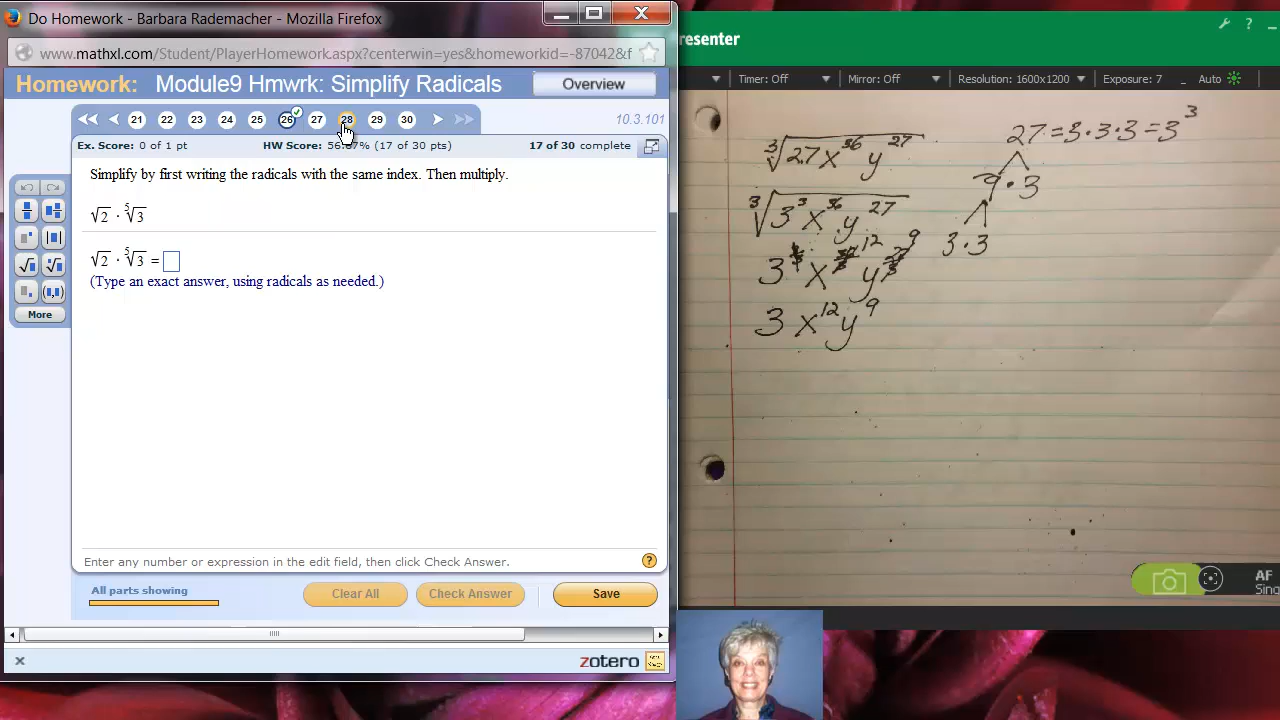 Do Homework - Barbara Rademacher - Mozilla Firefox
www.mathxl.com/Student/PlayerHomework.aspx?centerwin=yes&homeworkid=-87042&f
Homework: Module9 Hmwrk: Simplify Radicals Overview
21 22 23 24 25 26 27 28 29 30 10.3.101
Ex. Score: 0 of 1 pt HW Score: 56.67% (17 of 30 pts) 17 of 30 complete
Simplify by first writing the radicals with the same index. Then multiply.
√2 · ⁵√3
√2 · ⁵√3 =
(Type an exact answer, using radicals as needed.)
More
Enter any number or expression in the edit field, then click Check Answer. ?
All parts showing Clear All Check Answer Save
zotero
resenter
Timer: Off Mirror: Off Resolution: 1600x1200 Exposure: 7 Auto
³√27x³⁶y²⁷ 27=3·3·3=3³
9·3
³√3³x³⁶y²⁷
3·3
3 x¹² y⁹
3x¹²y⁹
AF
Sing